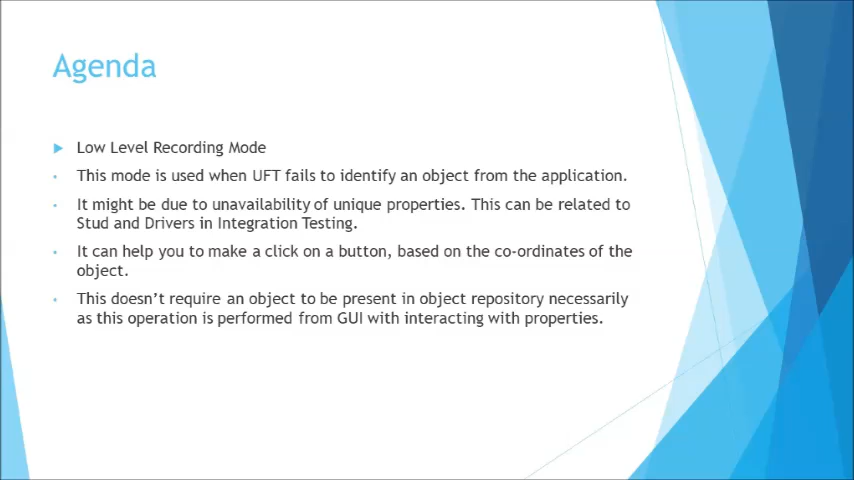 Agenda
Low Level Recording Mode
This mode is used when UFT fails to identify an object from the application.
It might be due to unavailability of unique properties. This can be related to
Stud and Drivers in Integration Testing.
It can help you to make a click on a button, based on the co-ordinates of the
object.
This doesn't require an object to be present in object repository necessarily
as this operation is performed from GUI with interacting with properties.